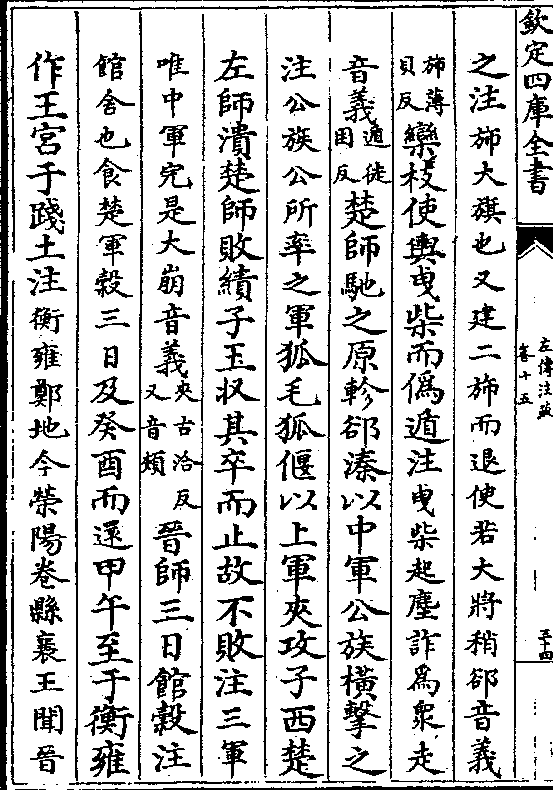 欽定四庫全書
左傳注疏
卷十五
三十四
之注斾大旗也又建二斾而退使若大將稍郤音義
斾薄貝反欒枝使輿曳柴而偽遁注曳柴起塵詐為衆走
音義遁徒困反楚師馳之原軫郤溱以中軍公族橫擊之
注公族公所率之軍狐毛狐偃以上軍夾攻子西楚
左師潰楚師敗績子玉収其卒而止故不敗注三軍
唯中軍完是大崩音義夾古洽反又音頰晉師三日館穀注
館舍也食楚軍穀三日及癸酉而還甲午至于衡雍
作王宮于踐土注衡雍鄭地今滎陽卷縣襄王聞晉